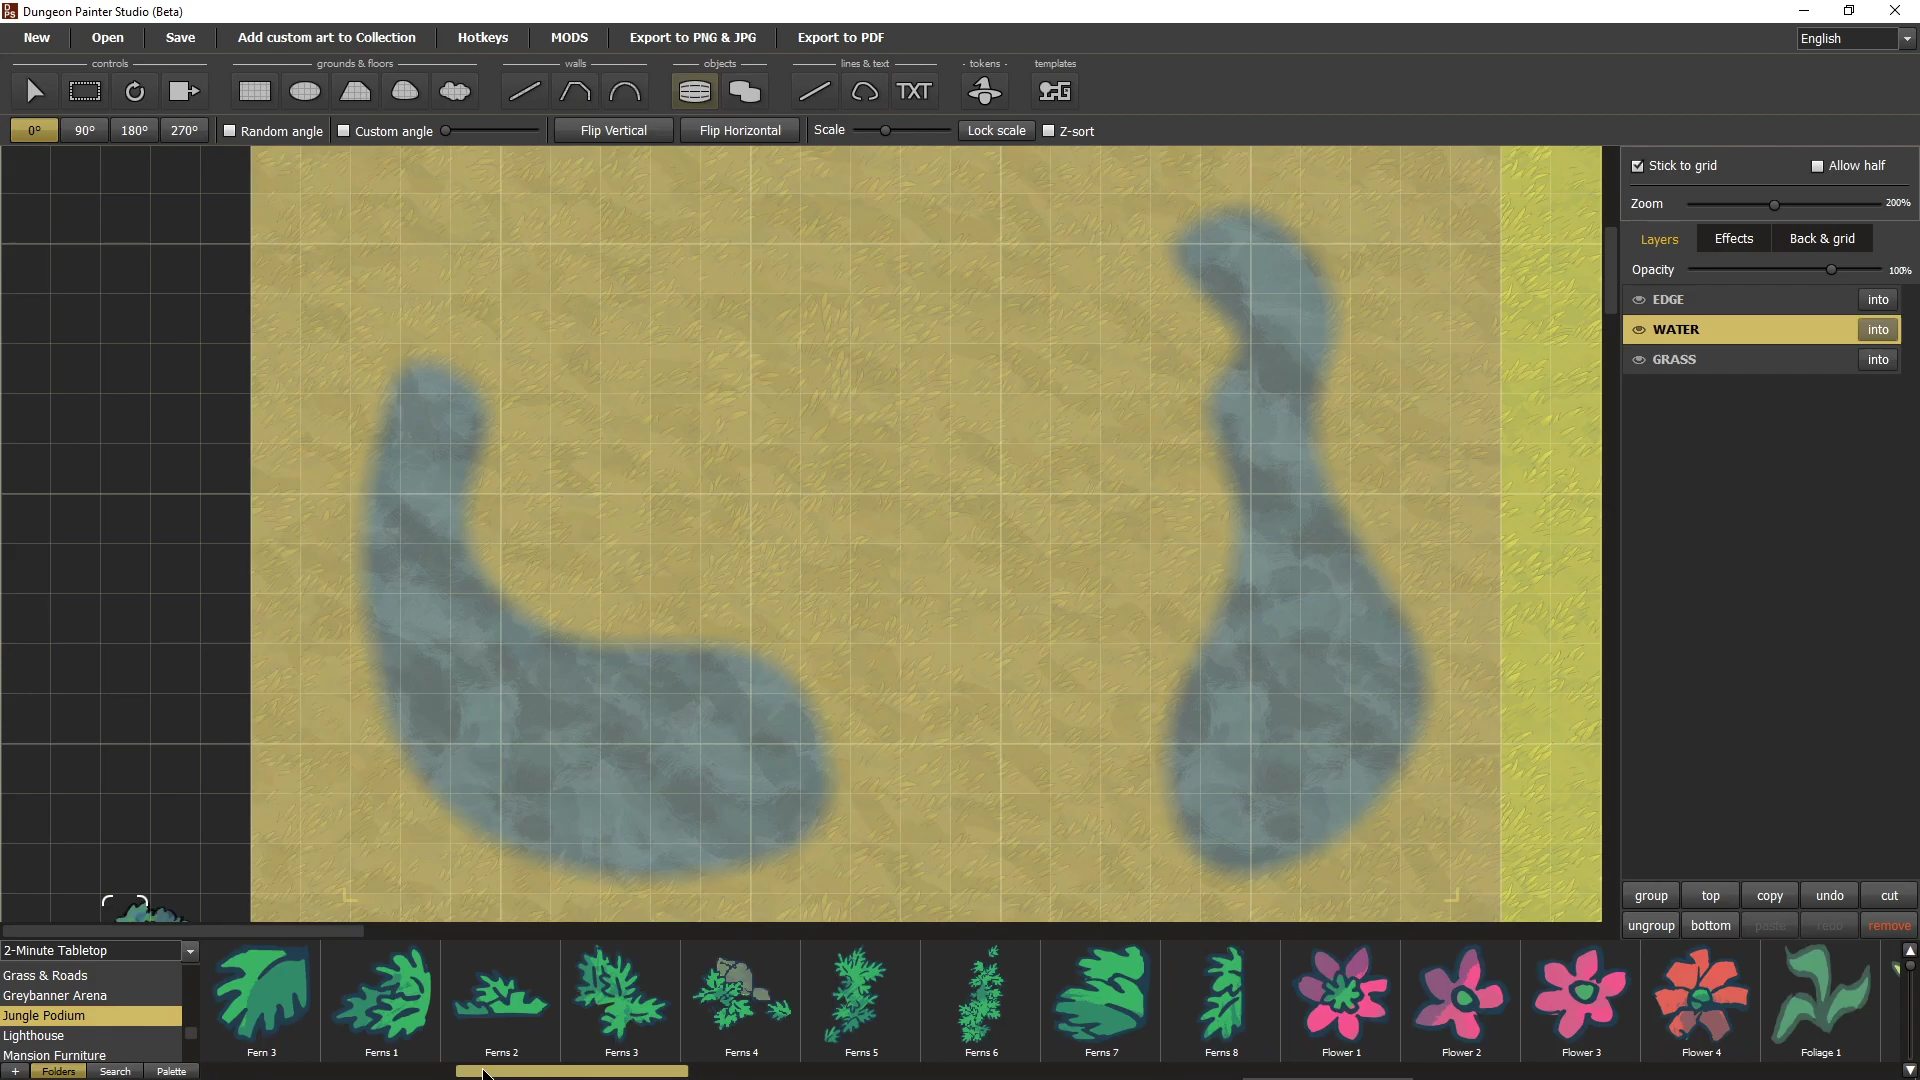 Dungeon Painter Studio (Beta)
New Open Save Add custom art to Collection Hotkeys MODS Export to PNG & JPG Export to PDF English
controls grounds & floors walls objects lines & text tokens templates
TXT
0° 90° 180° 270° Random angle Custom angle Flip Vertical Flip Horizontal Scale Lock scale Z-sort
Stick to grid Allow half
Zoom 200%
Layers Effects Back & grid
Opacity 100%
EDGE into
WATER into
GRASS into
group top copy undo cut
ungroup bottom paste redo remove
2-Minute Tabletop
Grass & Roads
Greybanner Arena
Jungle Podium
Lighthouse
Mansion Furniture
Fern 3 Ferns 1 Ferns 2 Ferns 3 Ferns 4 Ferns 5 Ferns 6 Ferns 7 Ferns 8 Flower 1 Flower 2 Flower 3 Flower 4 Foliage 1
+ Folders Search Palette